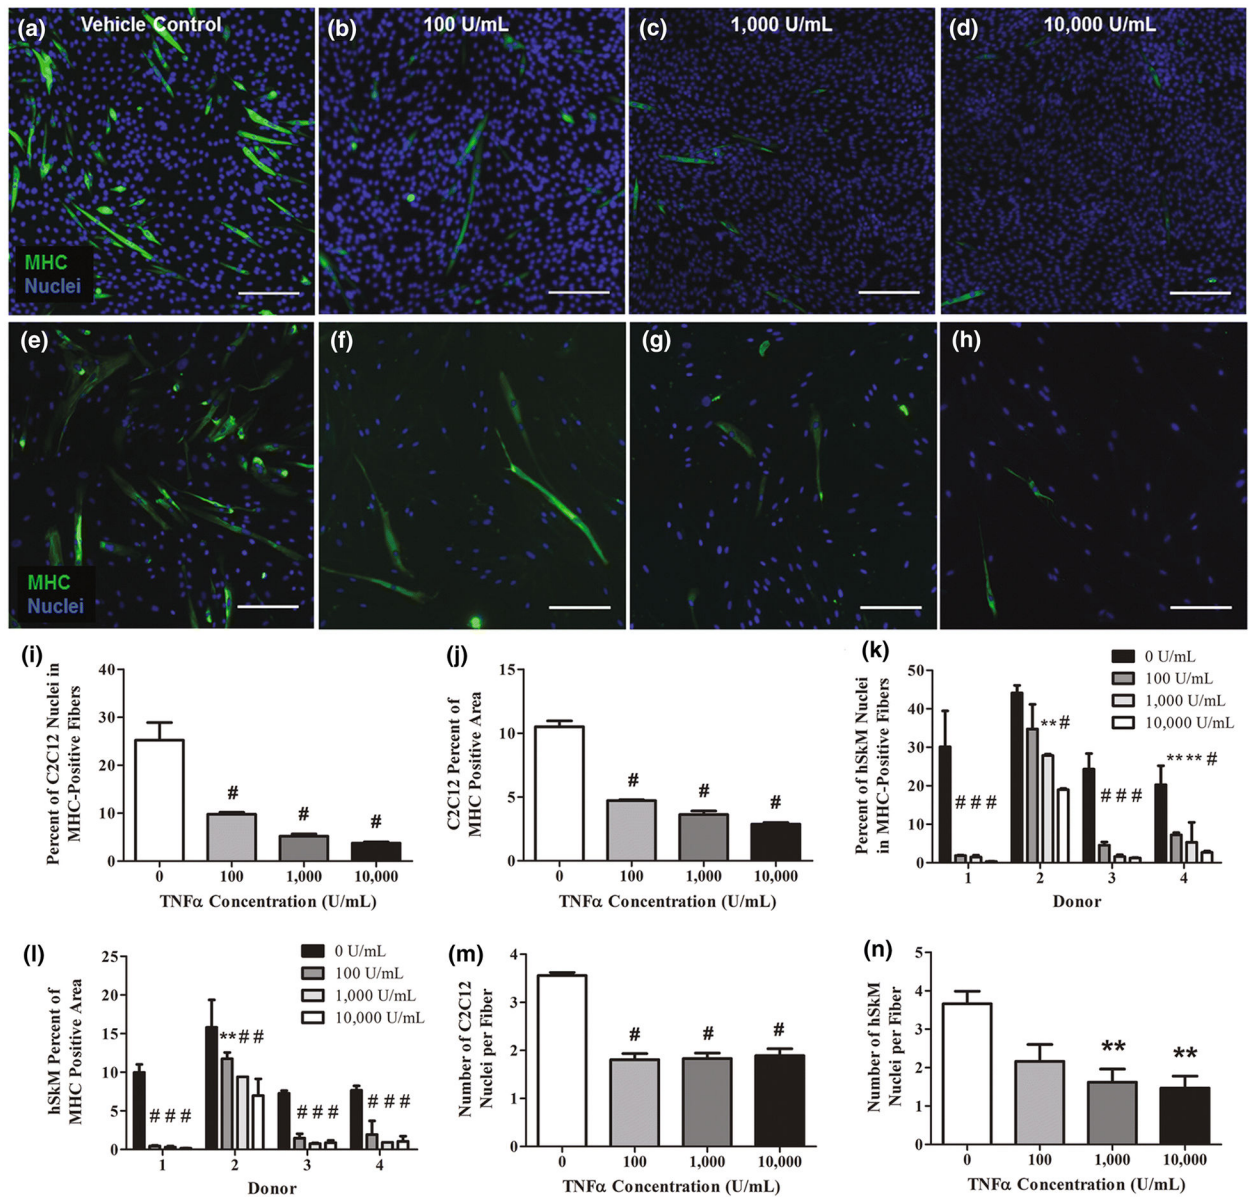 (a) Vehicle Control
(b) 100 U/mL
(c) 1,000 U/mL
(d) 10,000 U/mL
MHC
Nuclei
(e)
(f)
(g)
(h)
MHC
Nuclei
(i)
Percent of C2C12 Nuclei in
MHC-Positive Fibers
40
30
20
10
0
#
#
#
0 100 1,000 10,000
TNFα Concentration (U/mL)
(j)
C2C12 Percent of
MHC Positive Area
15
10
5
0
#
#
#
0 100 1,000 10,000
TNFα Concentration (U/mL)
(k)
Percent of hSkM Nuclei
in MHC-Positive Fibers
50
40
30
20
10
0
0 U/mL
100 U/mL
1,000 U/mL
10,000 U/mL
# # #
** #
# # #
** ** #
1 2 3 4
Donor
(l)
hSkM Percent of
MHC Positive Area
25
20
15
10
5
0
0 U/mL
100 U/mL
1,000 U/mL
10,000 U/mL
# # #
** # #
# # #
# # #
1 2 3 4
Donor
(m)
Number of C2C12
Nuclei per Fiber
4
3
2
1
0
#
#
#
0 100 1,000 10,000
TNFα Concentration (U/mL)
(n)
Number of hSkM
Nuclei per Fiber
5
4
3
2
1
0
**
**
0 100 1,000 10,000
TNFα Concentration (U/mL)